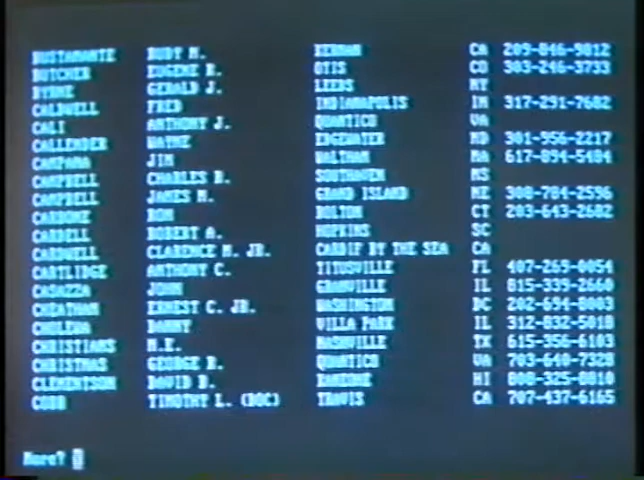 BUSTAMANTE RUDY M. KERMAN CA 209-846-9812
BUTCHER EUGENE R. OTIS CO 303-246-3733
BYRNE GERALD J. LEEDS NY
CALDWELL FRED INDIANAPOLIS IN 317-291-7682
CALI ANTHONY J. QUANTICO VA
CALLENDER WAYNE EDGEWATER MD 301-956-2217
CAMPANA JIM WALTHAM MA 617-894-5484
CAMPBELL CHARLES B. SOUTHAVEN MS
CAMPBELL JAMES M. GRAND ISLAND NE 308-784-2596
CARBONE RON BOLTON CT 203-643-2682
CARDELL ROBERT A. HOPKINS SC
CARDWELL CLARENCE M. JR. CARDIF BY THE SEA CA
CARTLIDGE ANTHONY C. TITUSVILLE FL 407-269-0054
CASAZZA JOHN GRANVILLE IL 815-339-2660
CHEATHAM ERNEST C. JR. WASHINGTON DC 202-694-8003
CHOLEWA DANNY VILLA PARK IL 312-832-5018
CHRISTIANS M.E. NASHVILLE TX 615-356-6103
CHRISTMAS GEORGE R. QUANTICO VA 703-640-7328
CLEMENTSON DAVID B. KANEOHE HI 808-325-0810
COBB TIMOTHY L. (DOC) TRAVIS CA 707-437-6165
More?